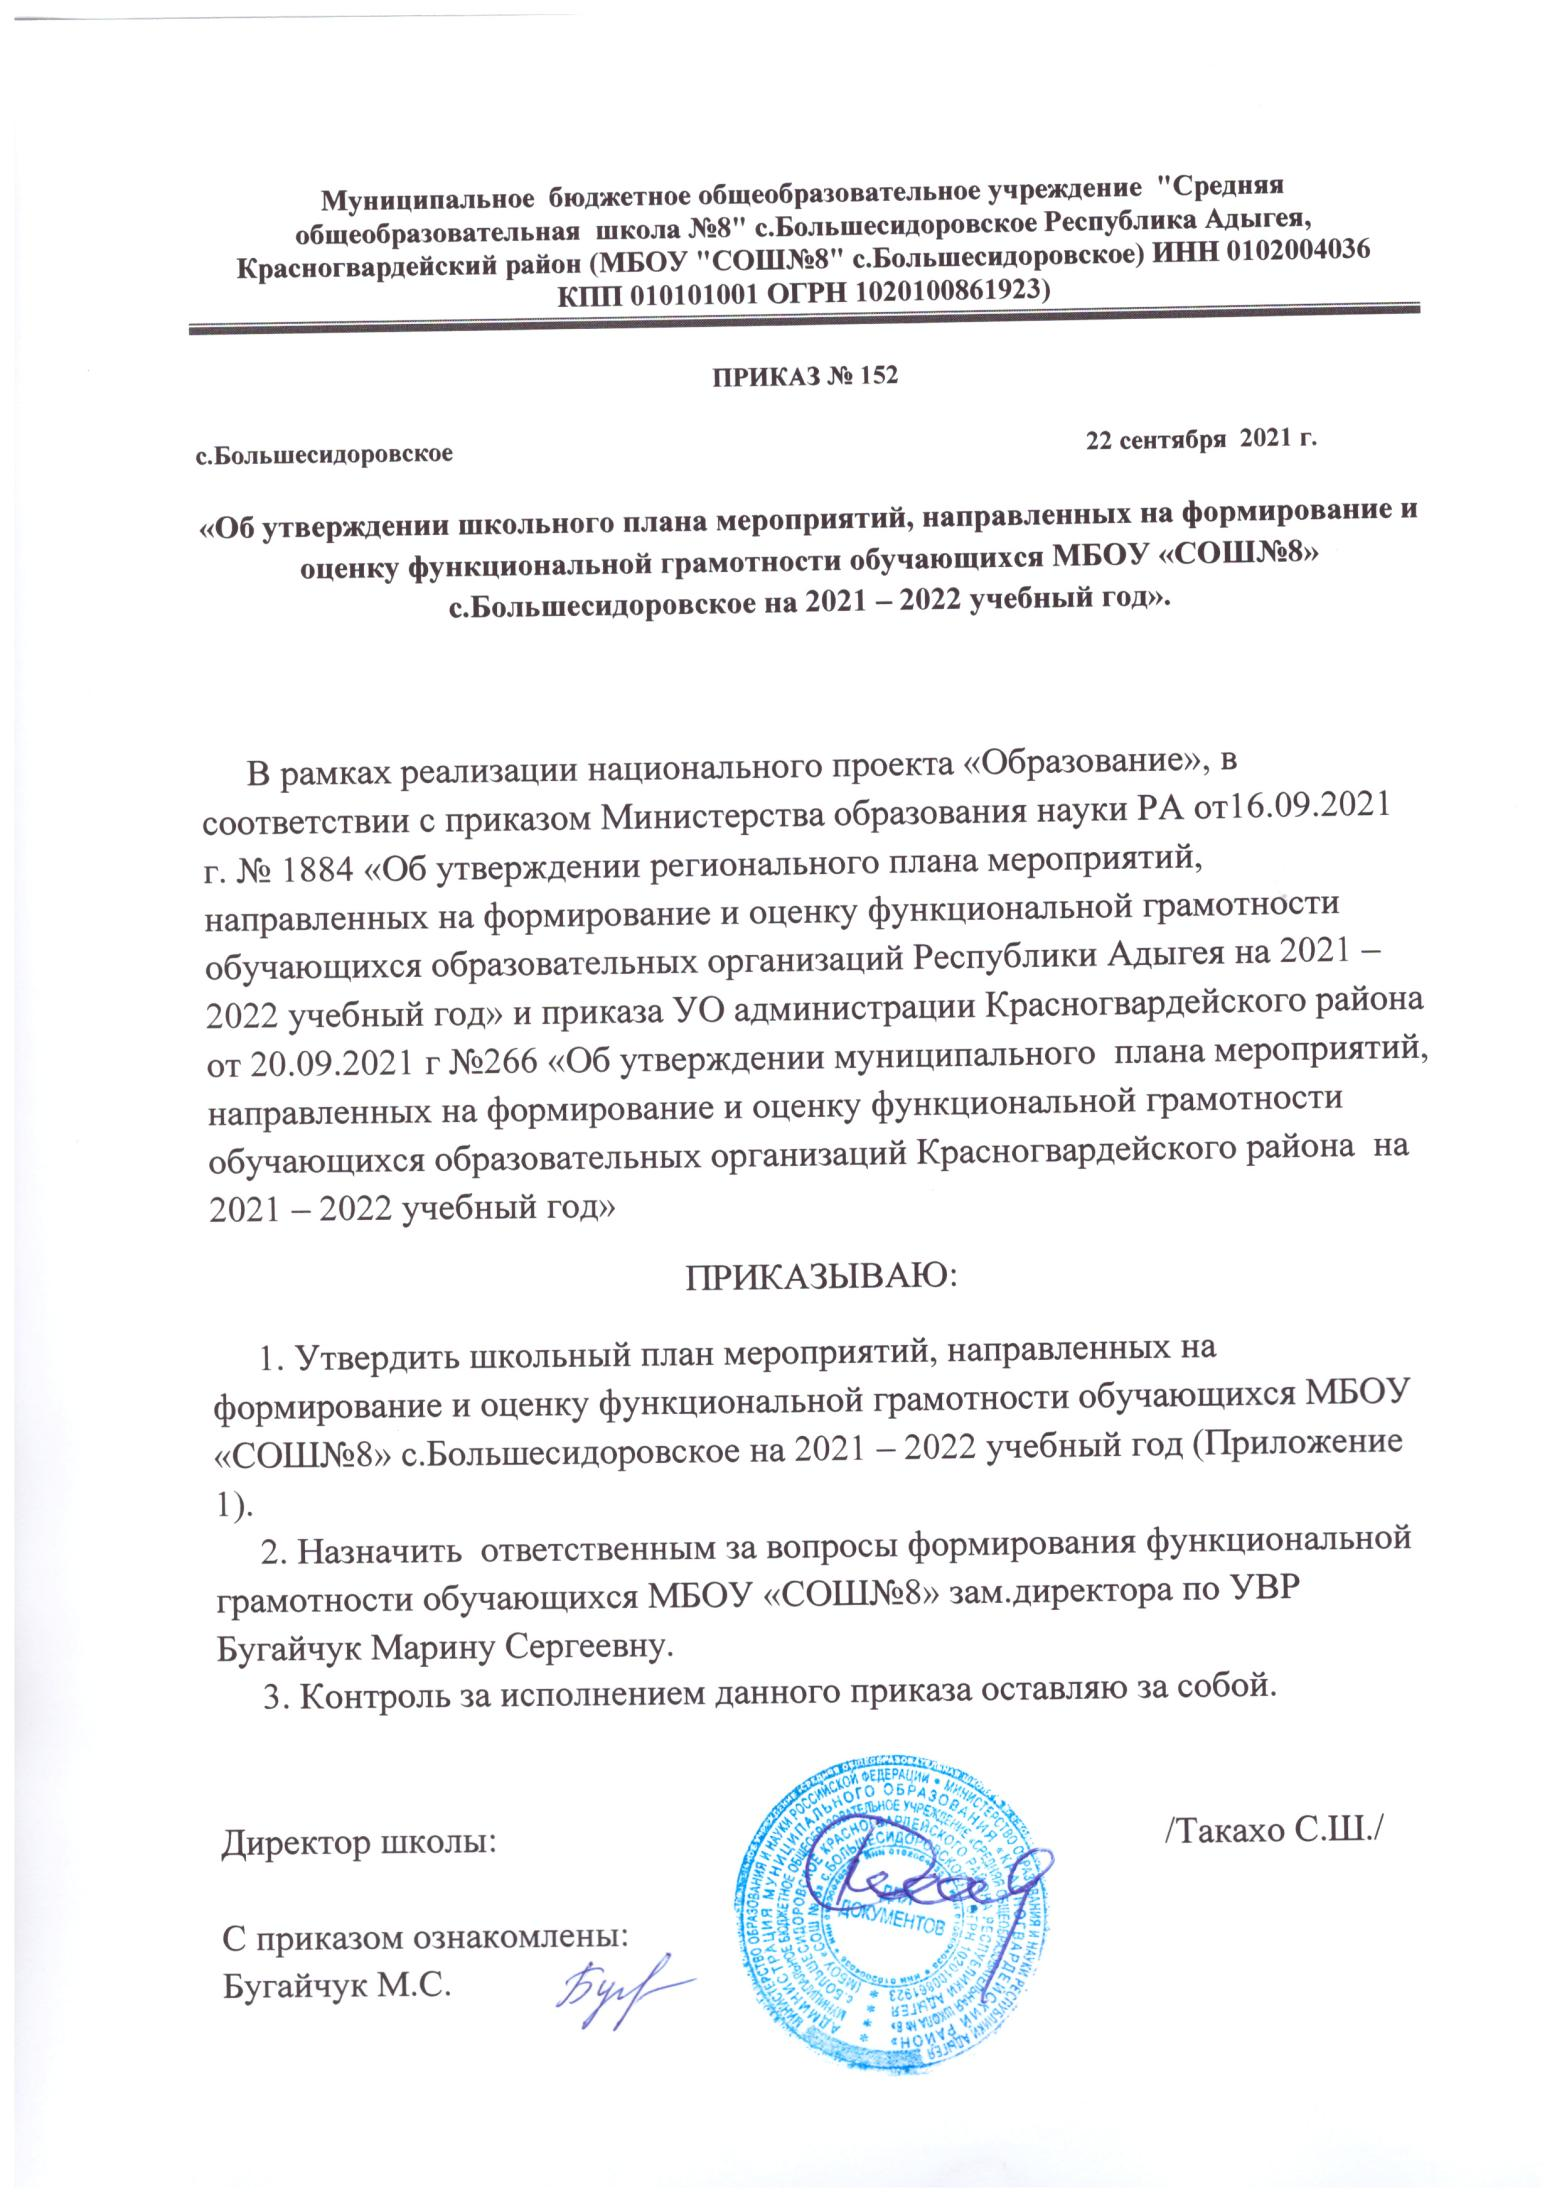 Муниципальное бюджетное общеобразовательное учреждение "Средняя
общеобразовательная школа №8" с.Большесидоровское Республика Адыгея,
Красногвардейский район (МБОУ "СОШ№8" с.Большесидоровское) ИНН 0102004036
КПП 010101001 ОГРН 1020100861923)
ПРИКАЗ № 152
с.Большесидоровское 22 сентября 2021 г.
«Об утверждении школьного плана мероприятий, направленных на формирование и
оценку функциональной грамотности обучающихся МБОУ «СОШ№8»
с.Большесидоровское на 2021 – 2022 учебный год».
В рамках реализации национального проекта «Образование», в
соответствии с приказом Министерства образования науки РА от16.09.2021
г. № 1884 «Об утверждении регионального плана мероприятий,
направленных на формирование и оценку функциональной грамотности
обучающихся образовательных организаций Республики Адыгея на 2021 –
2022 учебный год» и приказа УО администрации Красногвардейского района
от 20.09.2021 г №266 «Об утверждении муниципального плана мероприятий,
направленных на формирование и оценку функциональной грамотности
обучающихся образовательных организаций Красногвардейского района на
2021 – 2022 учебный год»
ПРИКАЗЫВАЮ:
1. Утвердить школьный план мероприятий, направленных на
формирование и оценку функциональной грамотности обучающихся МБОУ
«СОШ№8» с.Большесидоровское на 2021 – 2022 учебный год (Приложение
1).
2. Назначить ответственным за вопросы формирования функциональной
грамотности обучающихся МБОУ «СОШ№8» зам.директора по УВР
Бугайчук Марину Сергеевну.
3. Контроль за исполнением данного приказа оставляю за собой.
Директор школы: /Такахо С.Ш./
ДЛЯ
ДОКУМЕНТОВ
С приказом ознакомлены:
Бугайчук М.С.